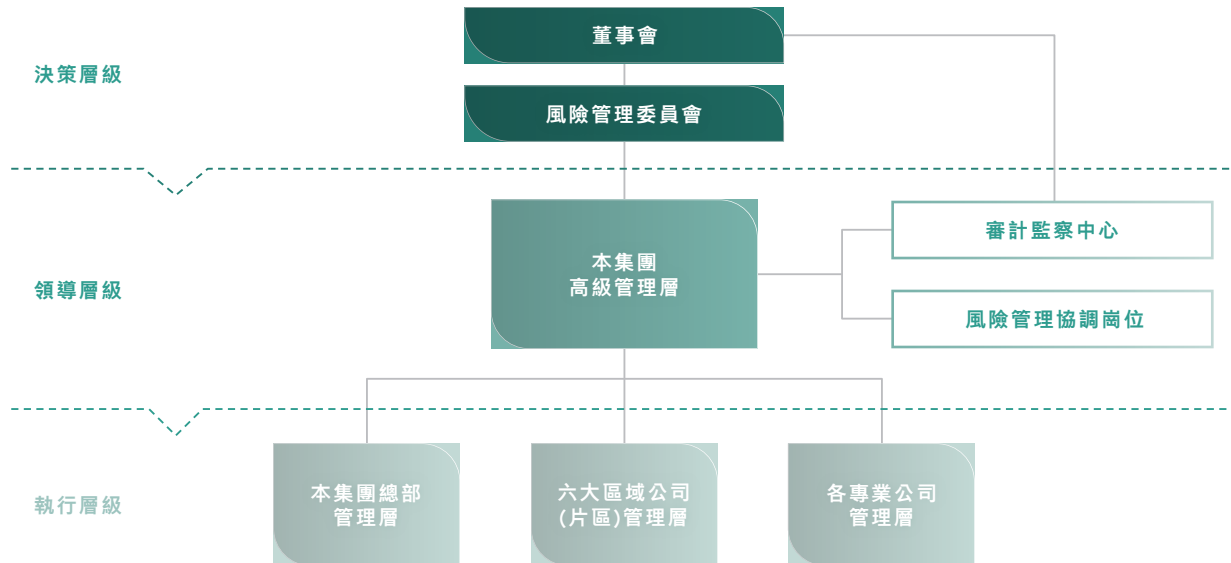 董事會
決策層級
風險管理委員會
本集團
高級管理層
審計監察中心
領導層級
風險管理協調崗位
本集團總部
管理層
六大區域公司
(片區)管理層
各專業公司
管理層
執行層級